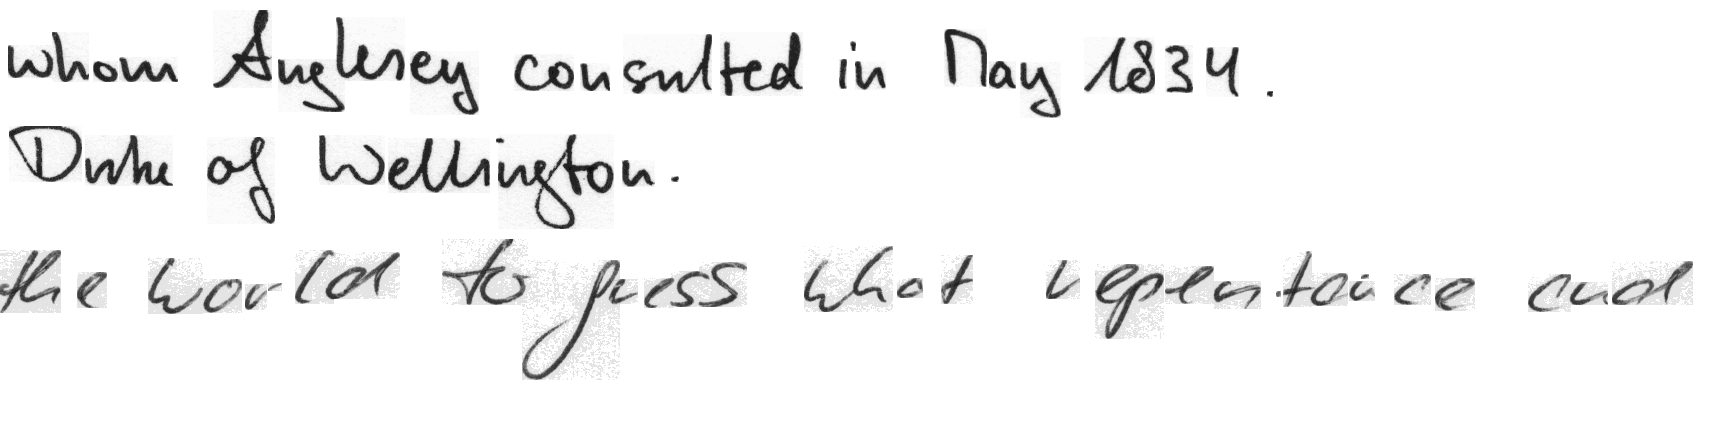 whom Anglesey consulted in May 1834.
Duke of Wellington.
the world to guess what repentance and